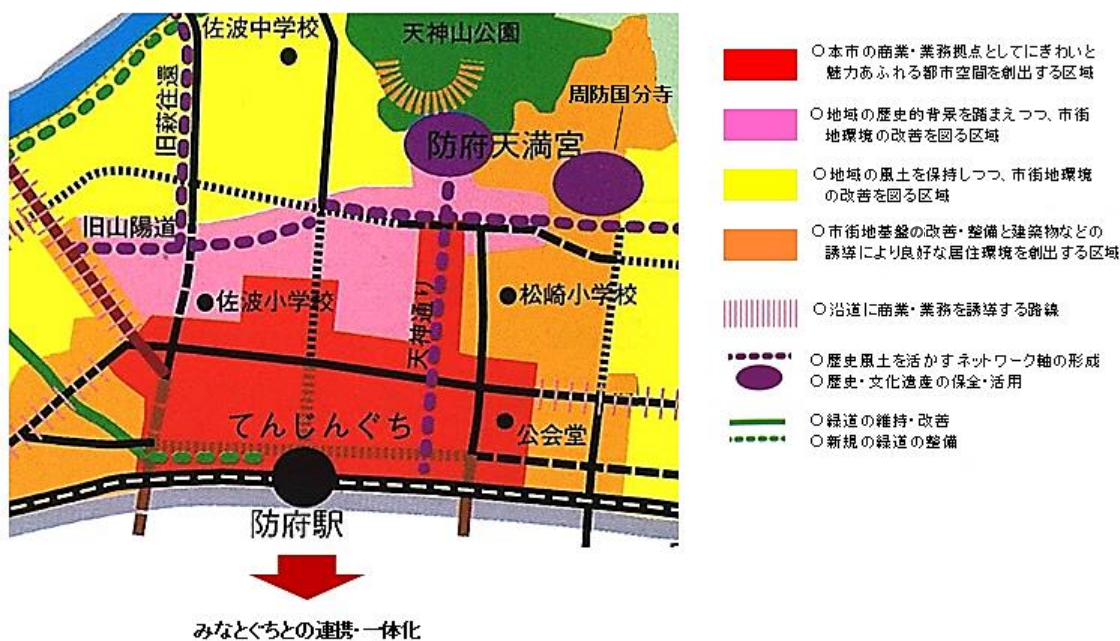 佐波中学校
天神山公園
周防国分寺
旧萩往還
防府天満宮
旧山陽道
佐波小学校
松崎小学校
天神通り
てんじんぐち
公会堂
防府駅
みなとぐちとの連携・一体化
○本市の商業・業務拠点としてにぎわいと
魅力あふれる都市空間を創出する区域
○地域の歴史的背景を踏まえつつ、市街
地環境の改善を図る区域
○地域の風土を保持しつつ、市街地環境
の改善を図る区域
○市街地基盤の改善・整備と建築物などの
誘導により良好な居住環境を創出する区域
○沿道に商業・業務を誘導する路線
○歴史風土を活かすネットワーク軸の形成
○歴史・文化遺産の保全・活用
○緑道の維持・改善
○新規の緑道の整備